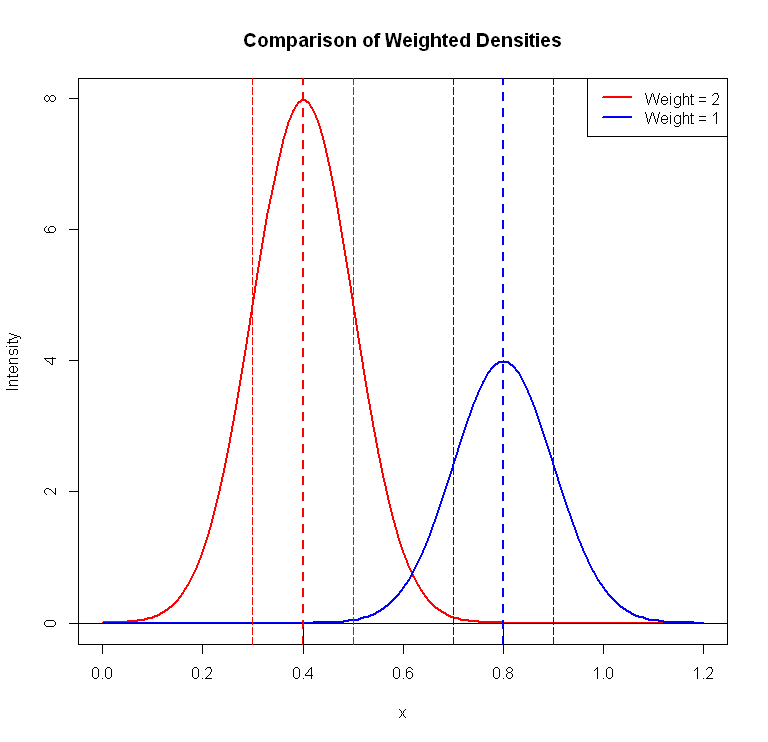 Comparison of Weighted Densities
Weight = 2
Weight = 1
8
6
4
2
0
Intensity
0.0 0.2 0.4 0.6 0.8 1.0 1.2
x